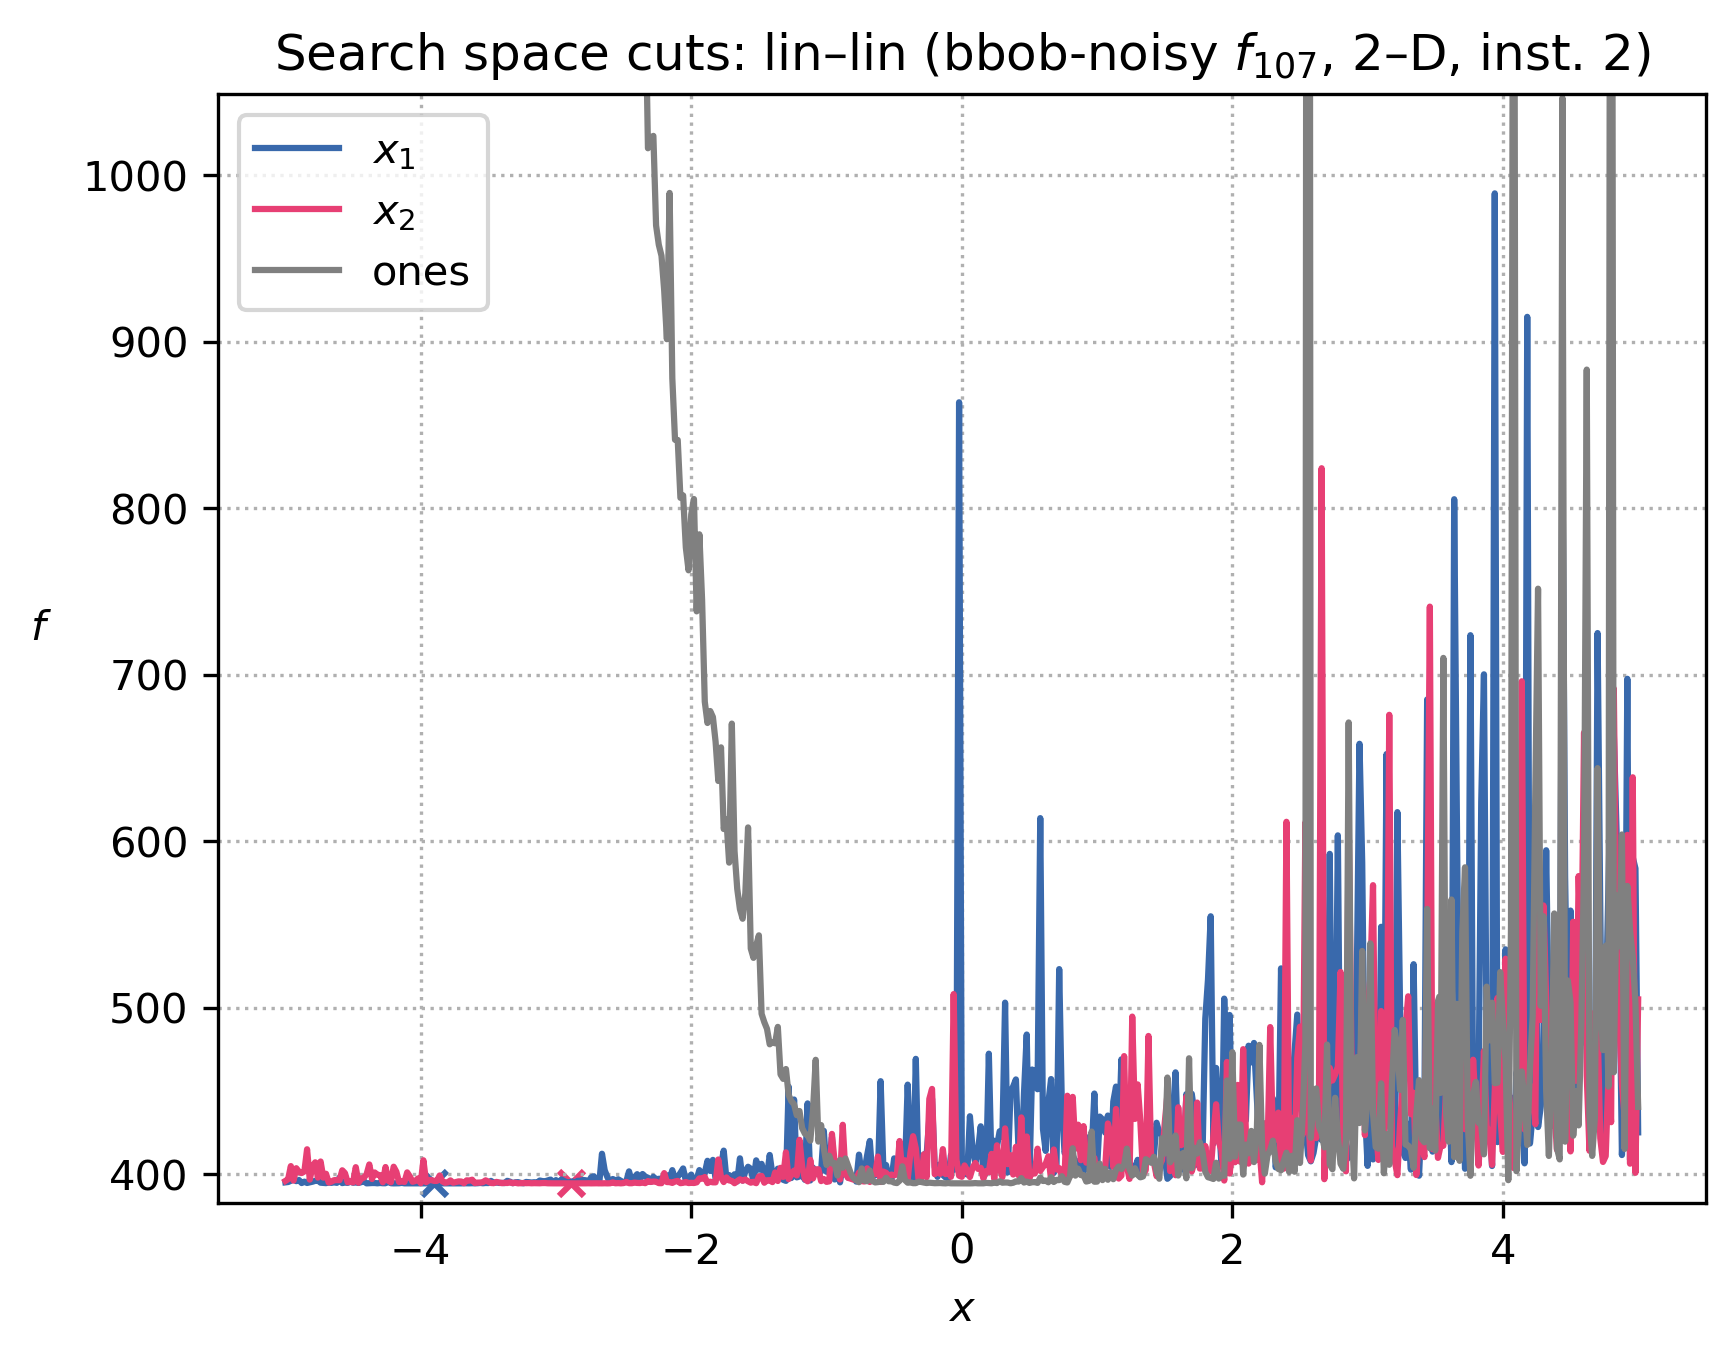 Search space cuts: lin–lin (bbob-noisy f₁₀₇, 2–D, inst. 2)
x₁
x₂
ones
1000
900
800
700
600
500
400
f
−4
−2
0
2
4
x